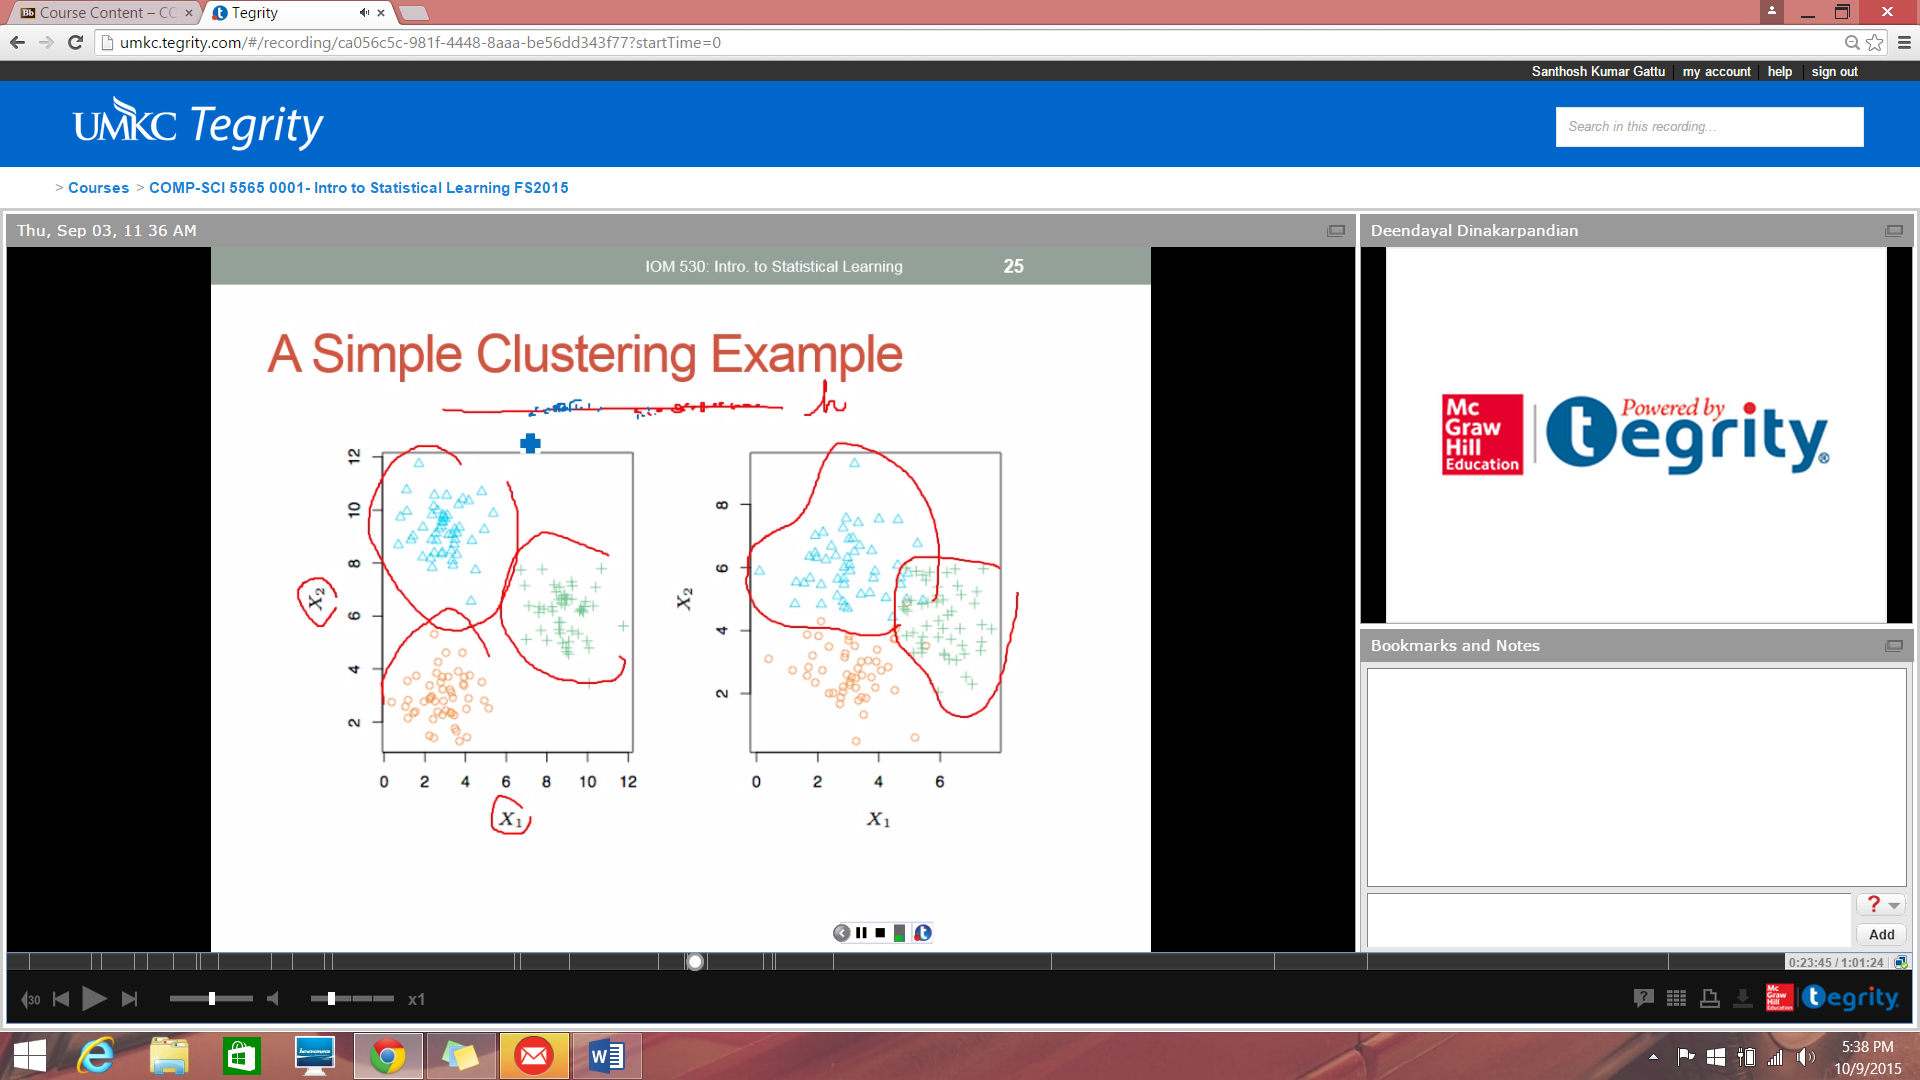 Course Content – CC
Tegrity
umkc.tegrity.com/#/recording/ca056c5c-981f-4448-8aaa-be56dd343f77?startTime=0
Santhosh Kumar Gattu my account help sign out
UMKC Tegrity
Search in this recording...
> Courses > COMP-SCI 5565 0001- Intro to Statistical Learning FS2015
Thu, Sep 03, 11 36 AM
Deendayal Dinakarpandian
IOM 530: Intro. to Statistical Learning 25
A Simple Clustering Example
h
12
10
8
6
4
2
X2
0 2 4 6 8 10 12
X1
8
6
4
2
X2
0 2 4 6
X1
Mc
Graw
Hill
Education
Powered by
tegrity®
Bookmarks and Notes
?
Add
0:23:45 / 1:01:24
30
x1
Mc
Graw
Hill
Education
tegrity
5:38 PM
10/9/2015